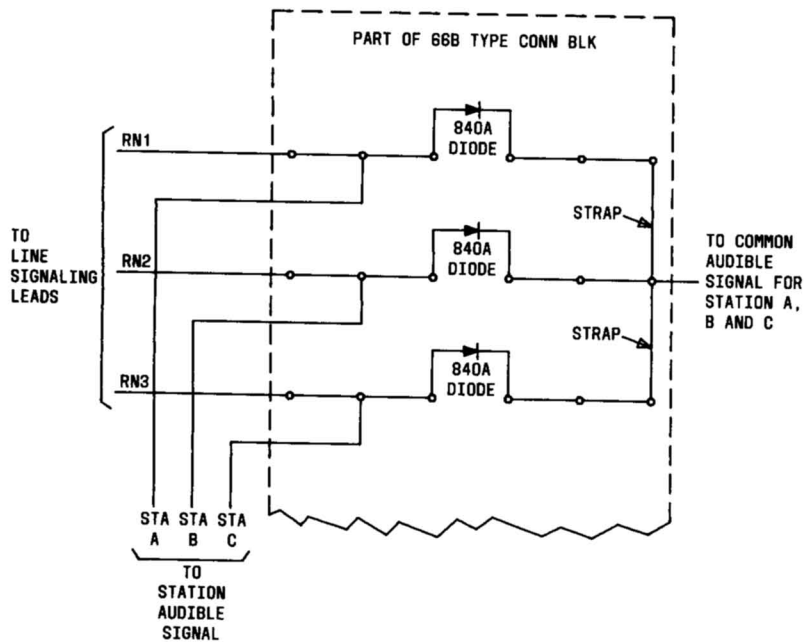 PART OF 66B TYPE CONN BLK
840A
DIODE
RN1
STRAP
TO
LINE
SIGNALING
LEADS
RN2
840A
DIODE
TO COMMON
AUDIBLE
SIGNAL FOR
STATION A,
B AND C
STRAP
RN3
840A
DIODE
STA STA STA
A B C
TO
STATION
AUDIBLE
SIGNAL